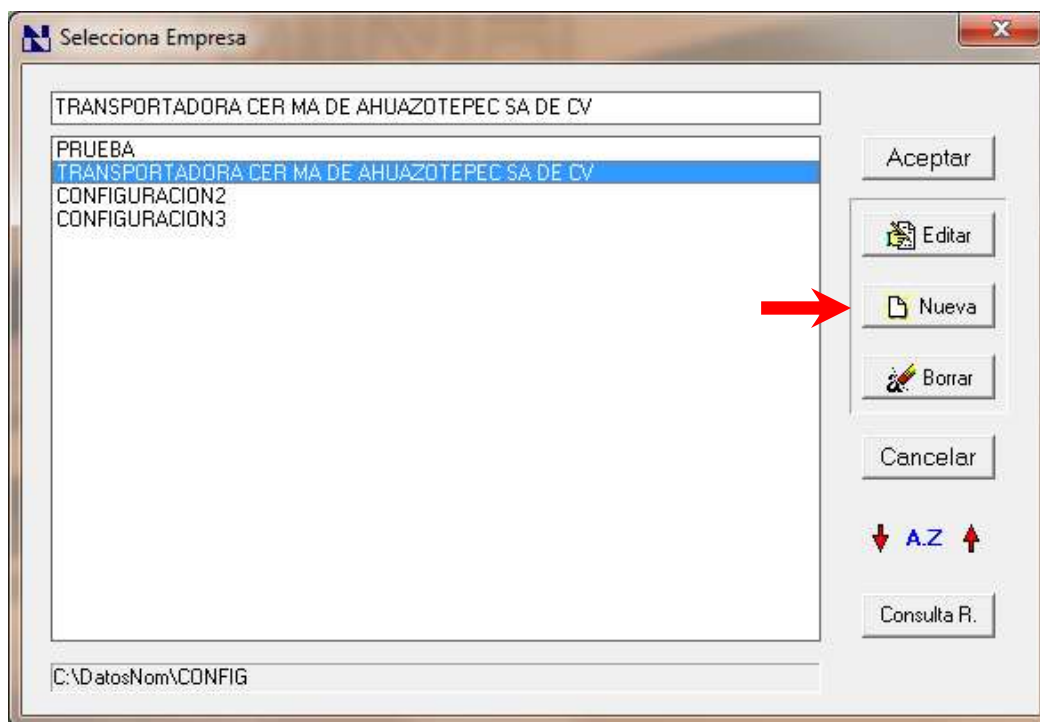 Selecciona Empresa
TRANSPORTADORA CER MA DE AHUAZOTEPEC SA DE CV
PRUEBA
TRANSPORTADORA CER MA DE AHUAZOTEPEC SA DE CV
CONFIGURACION2
CONFIGURACION3
Aceptar
Editar
Nueva
Borrar
Cancelar
A.Z
Consulta R.
C:\DatosNom\CONFIG